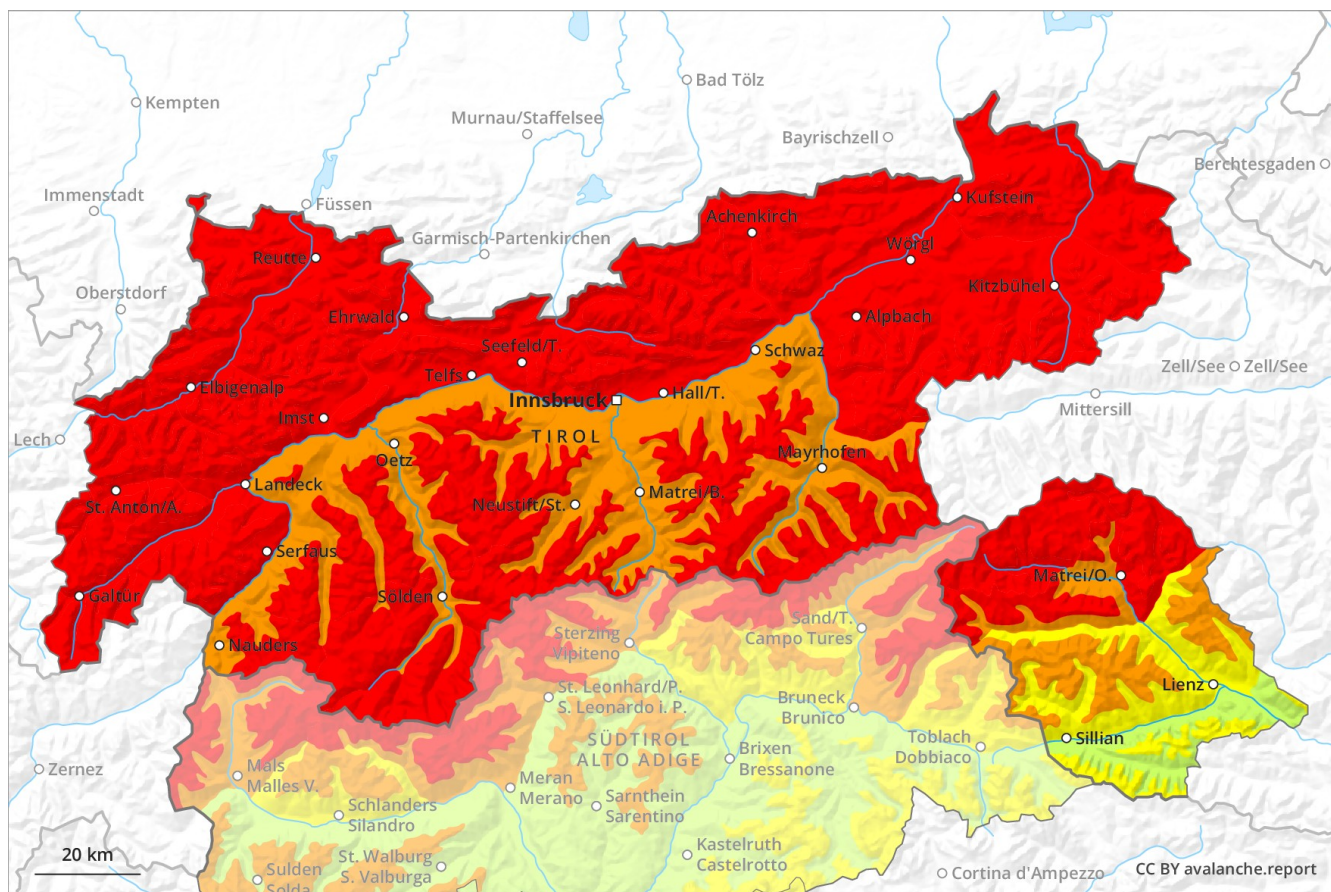 Bad Tölz
Kempten
Murnau/Staffelsee
Bayrischzell
Berchtesgaden
Immenstadt
Füssen
Kufstein
Achenkirch
Garmisch-Partenkirchen
Wörgl
Reutte
Kitzbühel
Oberstdorf
Ehrwald
Alpbach
Seefeld/T.
Schwaz
Zell/See
Zell/See
Telfs
Elbigenalp
Hall/T.
Innsbruck
Mittersill
Imst
TIROL
Lech
Mayrhofen
Oetz
Landeck
Matrei/B.
St. Anton/A.
Neustift/St.
Serfaus
Matrei/O.
Galtür
Sölden
Sand/T.
Campo Tures
Sterzing
Vipiteno
Nauders
Lienz
St. Leonhard/P.
S. Leonardo i. P.
Bruneck
Brunico
Sillian
SÜDTIROL
ALTO ADIGE
Toblach
Dobbiaco
Brixen
Bressanone
Zernez
Mals
Malles V.
Meran
Merano
Sarnthein
Sarentino
Schlanders
Silandro
Kastelruth
Castelrotto
20 km
St. Walburg
S. Valburga
Sulden
Solda
Cortina d'Ampezzo
CC BY avalanche.report